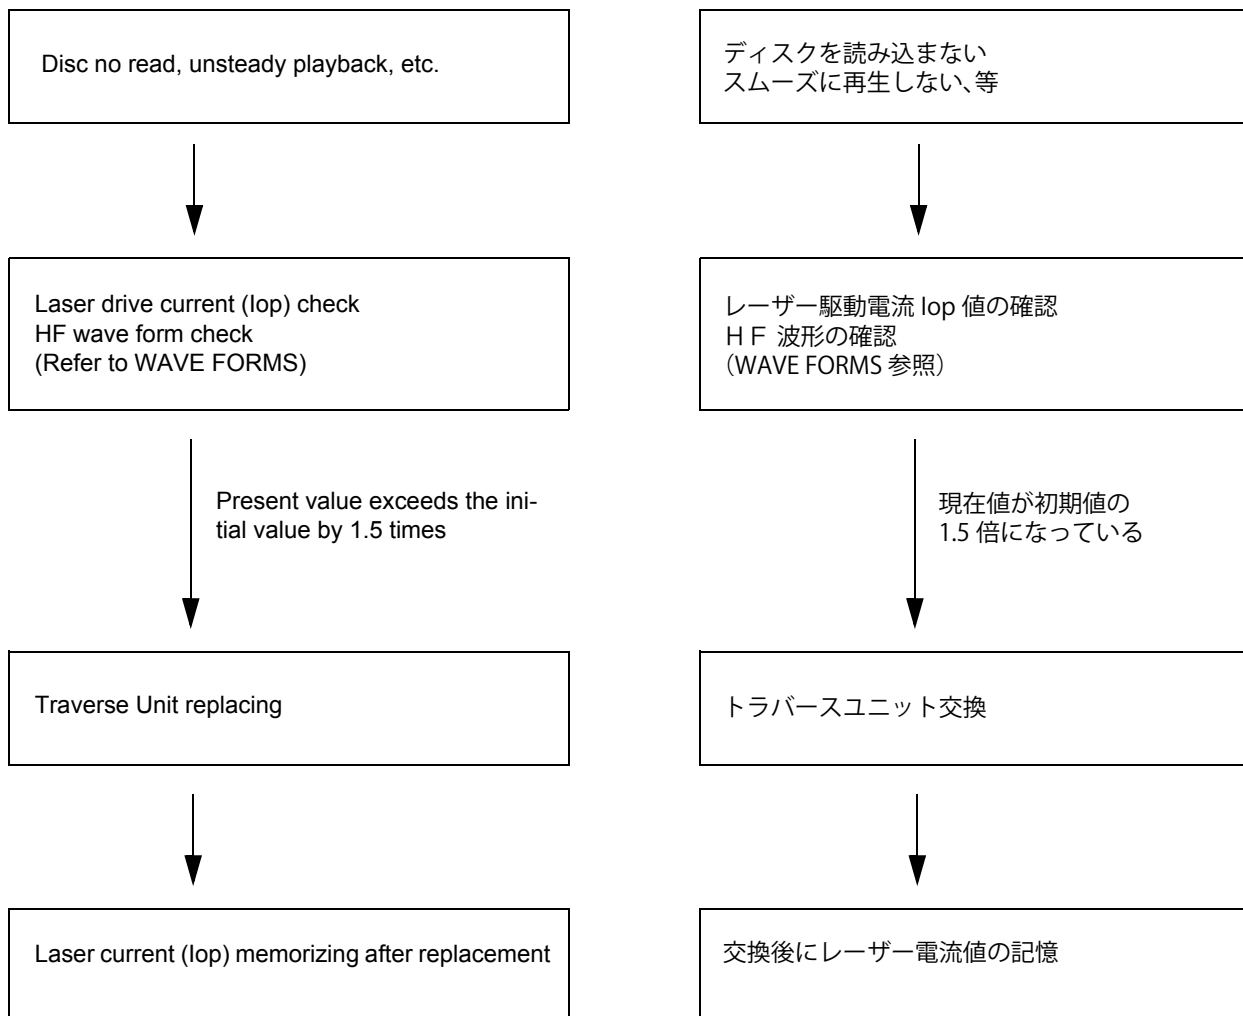 Disc no read, unsteady playback, etc.
Laser drive current (Iop) check
HF wave form check
(Refer to WAVE FORMS)
Present value exceeds the ini-
tial value by 1.5 times
Traverse Unit replacing
Laser current (Iop) memorizing after replacement
ディスクを読み込まない
スムーズに再生しない、等
レーザー駆動電流 Iop 値の確認
ＨＦ 波形の確認
（WAVE FORMS 参照）
現在値が初期値の
1.5 倍になっている
トラバースユニット交換
交換後にレーザー電流値の記憶